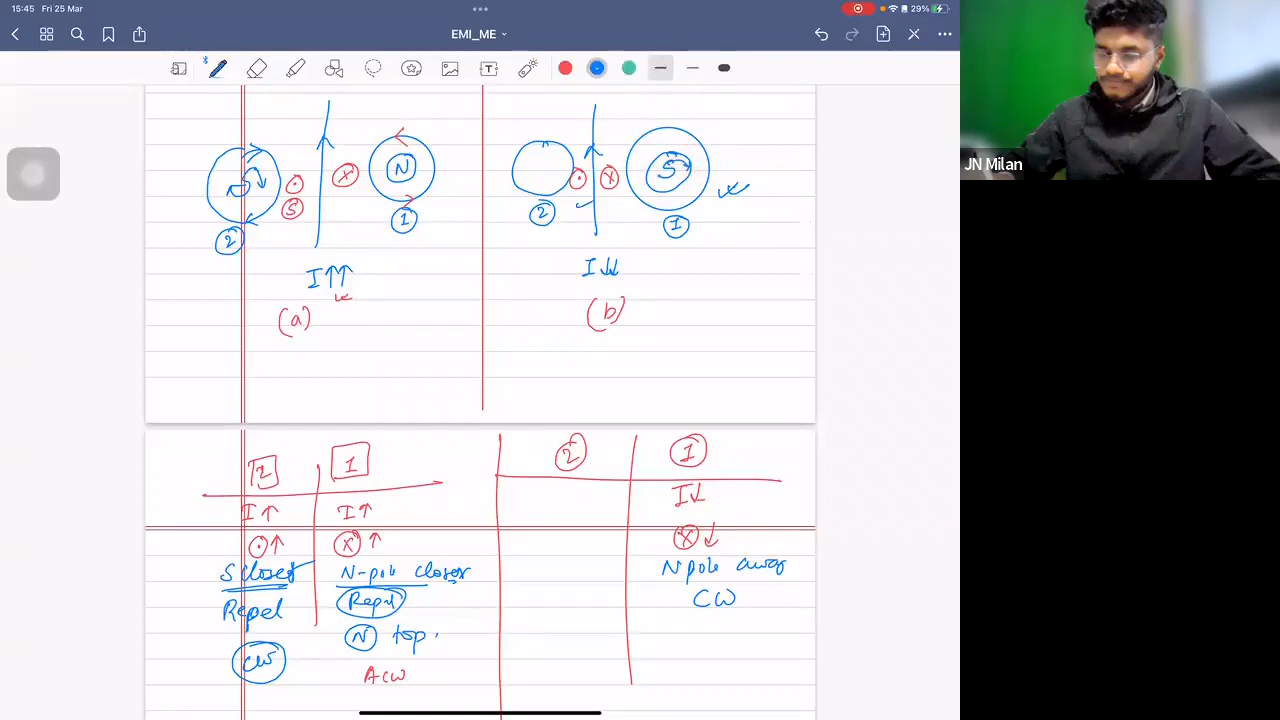 15:45 Fri 25 Mar
29%
EMI_ME
JN Milan
N
S
S
2
1
2
1
X
X
I↑↑
I↓↓
(a)
(b)
2
1
I↑
I↑
⊙↑
ⓧ↑
S closer
N-pole closer
Repel
Repel
N top
CW
ACW
2
1
I↓
ⓧ↓
N pole away
CW